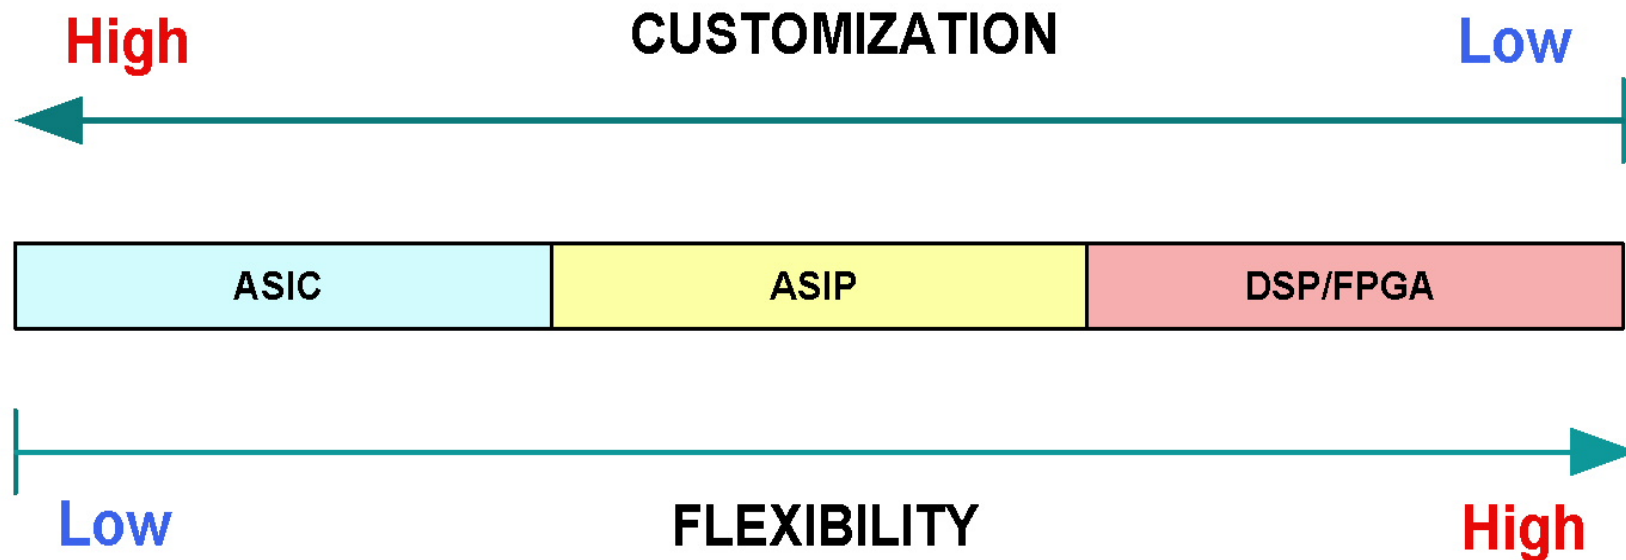 High CUSTOMIZATION Low
ASIC ASIP DSP/FPGA
Low FLEXIBILITY High